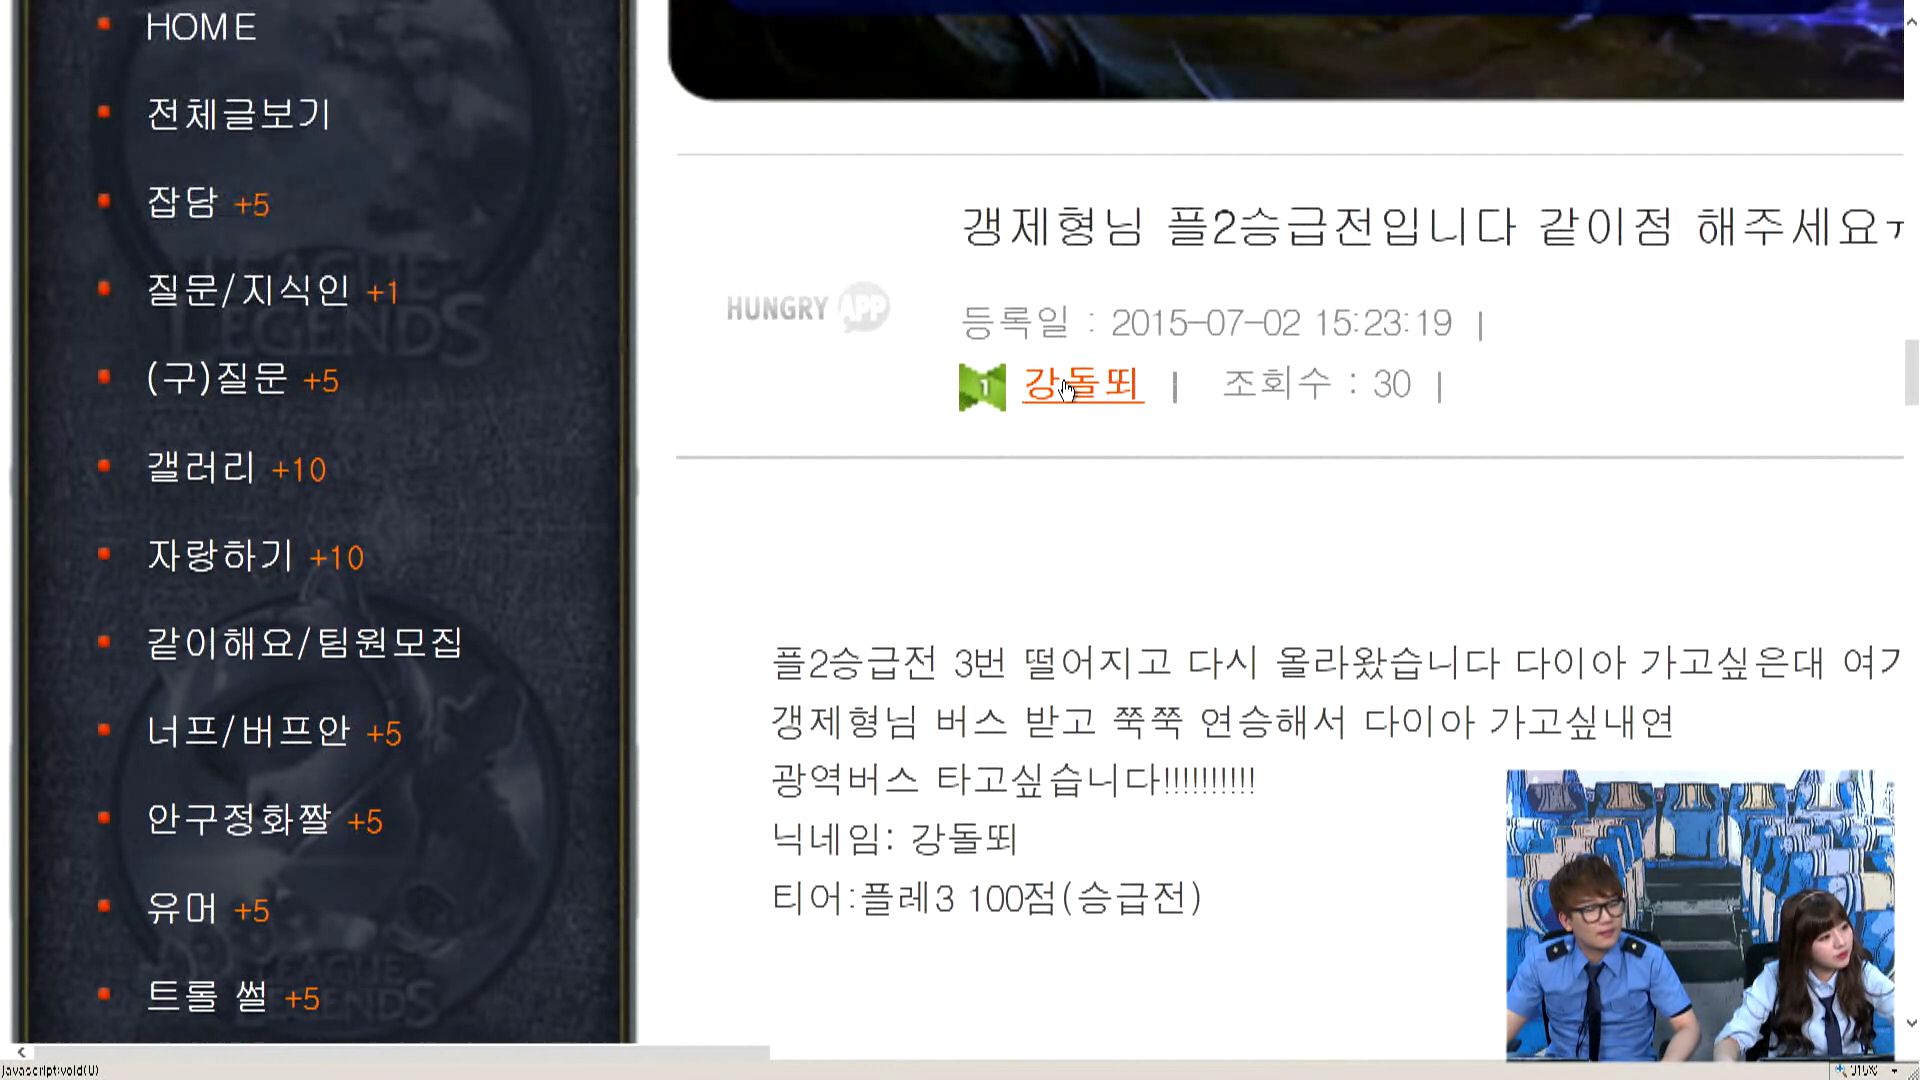 HOME
전체글보기
잡담 +5
질문/지식인 +1
(구)질문 +5
갤러리 +10
자랑하기 +10
같이해요/팀원모집
너프/버프안 +5
안구정화짤 +5
유머 +5
트롤 썰 +5
LEAGUE
LEGENDS
갱제형님 플2승급전입니다 같이점 해주세요
HUNGRY APP
등록일 : 2015-07-02 15:23:19 |
1 강돌뙤 | 조회수 : 30 |
플2승급전 3번 떨어지고 다시 올라왔습니다 다이아 가고싶은대
갱제형님 버스 받고 쭉쭉 연승해서 다이아 가고싶내연
광역버스 타고싶습니다!!!!!!!!!!
닉네임: 강돌뙤
티어:플레3 100점(승급전)